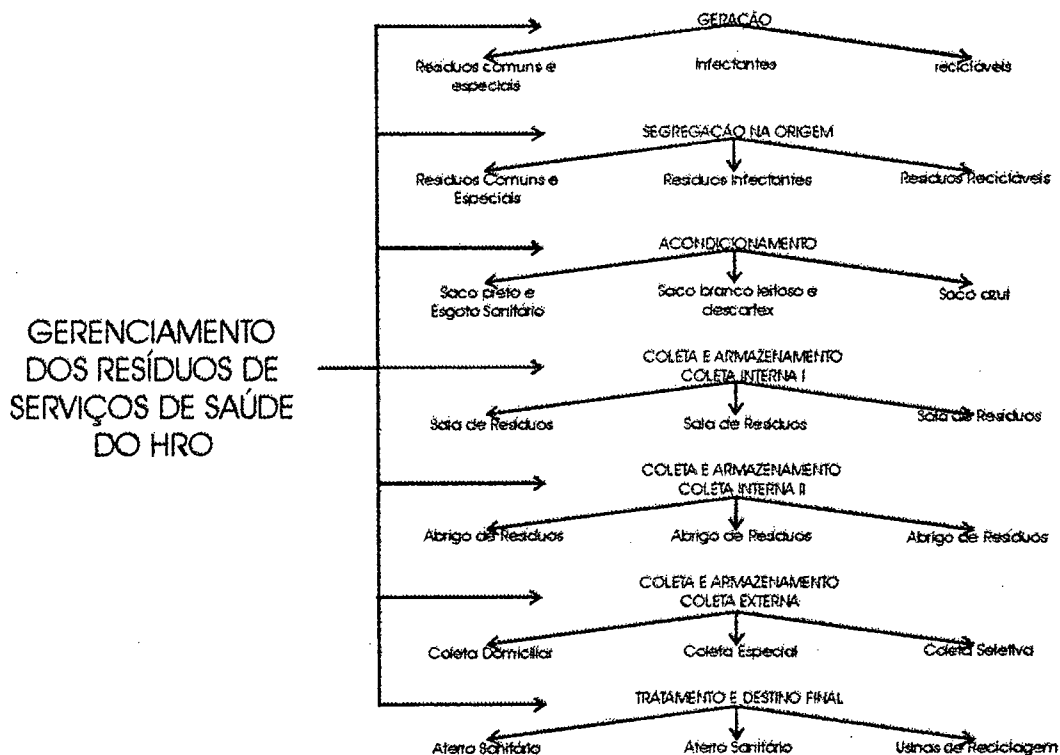 GERENCIAMENTO
DOS RESÍDUOS DE
SERVIÇOS DE SAÚDE
DO HRO
GERAÇÃO
Resíduos comuns e
especiais
Infectantes
recicláveis
SEGREGAÇÃO NA ORIGEM
Resíduos Comuns e
Especiais
Resíduos Infectantes
Resíduos Recicláveis
ACONDICIONAMENTO
Saco preto e
Esgoto Sanitário
Saco branco leitoso e
descartex
Saco azul
COLETA E ARMAZENAMENTO
COLETA INTERNA I
Sala de Resíduos
Sala de Resíduos
Sala de Resíduos
COLETA E ARMAZENAMENTO
COLETA INTERNA II
Abrigo de Resíduos
Abrigo de Resíduos
Abrigo de Resíduos
COLETA E ARMAZENAMENTO
COLETA EXTERNA
Coleta Domiciliar
Coleta Especial
Coleta Seletiva
TRATAMENTO E DESTINO FINAL
Aterro Sanitário
Aterro Sanitário
Usinas de Reciclagem